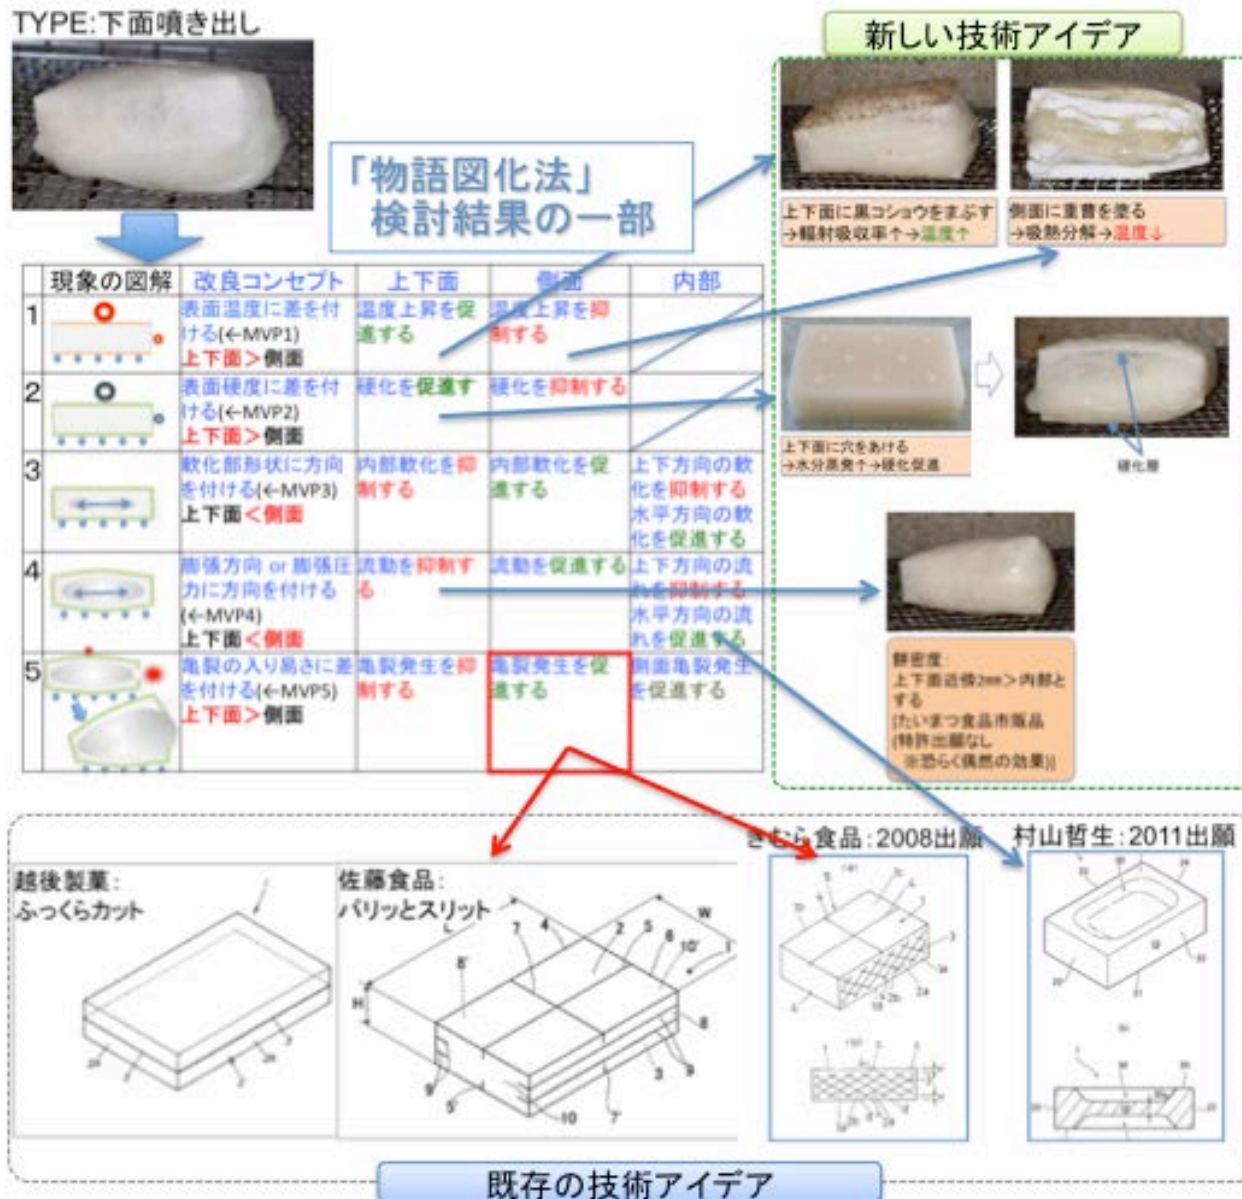 TYPE:下面噴き出し
新しい技術アイデア
「物語図化法」
検討結果の一部
上下面に黒コショウをまぶす
→輻射吸収率↑→温度↑
側面に重曹を塗る
→吸熱分解→温度↓
現象の図解
改良コンセプト
上下面
側面
内部
1
表面温度に差を付
ける(←MVP1)
上下面>側面
温度上昇を促
進する
温度上昇を抑
制する
2
表面硬度に差を付
ける(←MVP2)
上下面>側面
硬化を促進す
硬化を抑制する
上下面に穴をあける
→水分蒸発↑→硬化促進
硬化層
3
軟化部形状に方向
を付ける(←MVP3)
上下面<側面
内部軟化を抑
制する
内部軟化を促
進する
上下方向の軟
化を抑制する
水平方向の軟
化を促進する
4
膨張方向 or 膨張圧
力に方向を付ける
(←MVP4)
上下面<側面
流動を抑制す
る
流動を促進する
上下方向の流
れを抑制する
水平方向の流
れを促進する
5
亀裂の入り易さに差
を付ける(←MVP5)
上下面>側面
亀裂発生を抑
制する
亀裂発生を促
進する
側面亀裂発生
を促進する
餅密度:
上下面近傍2mm>内部と
する
(たいまつ食品市販品
(特許出願なし
※恐らく偶然の効果))
越後製菓:
ふっくらカット
佐藤食品:
パリッとスリット
きむら食品:2008出願
村山哲生:2011出願
L
W
H
1
2
3
4
5
5'
6
7
7'
8
8'
9
9
10
10'
既存の技術アイデア